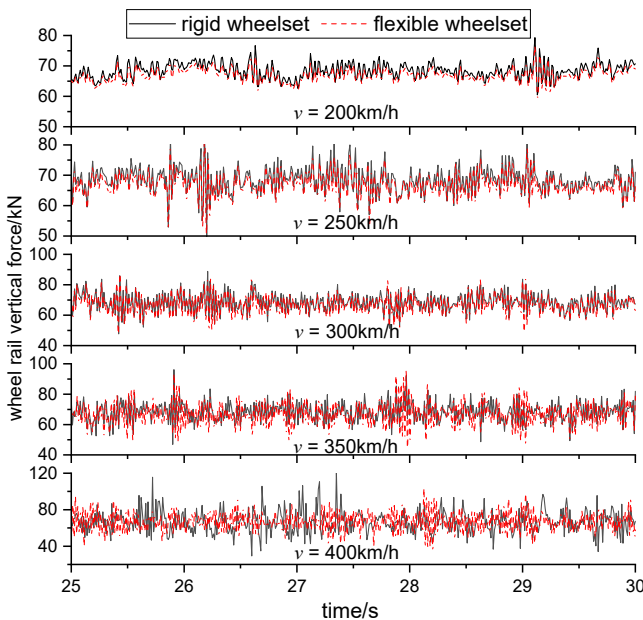 rigid wheelset flexible wheelset
80
70
60
50
v = 200km/h
80
70
60
50
v = 250km/h
100
80
60
40
v = 300km/h
100
80
60
40
v = 350km/h
120
80
40
v = 400km/h
25 26 27 28 29 30
time/s
wheel rail vertical force/kN